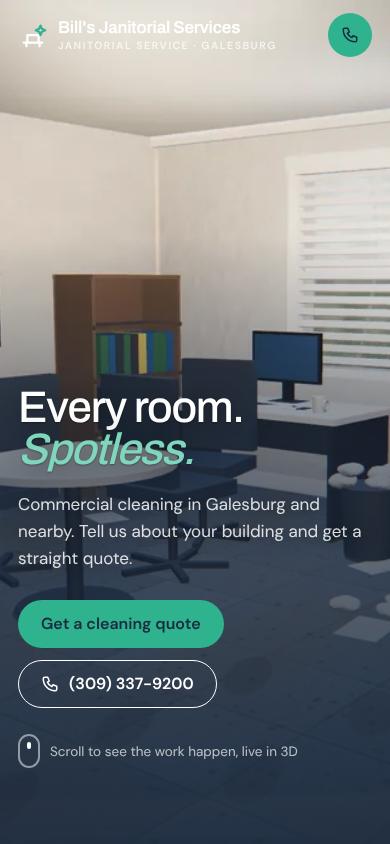 Bill's Janitorial Services
JANITORIAL SERVICE · GALESBURG
Every room.
Spotless.
Commercial cleaning in Galesburg and
nearby. Tell us about your building and get a
straight quote.
Get a cleaning quote
(309) 337-9200
Scroll to see the work happen, live in 3D